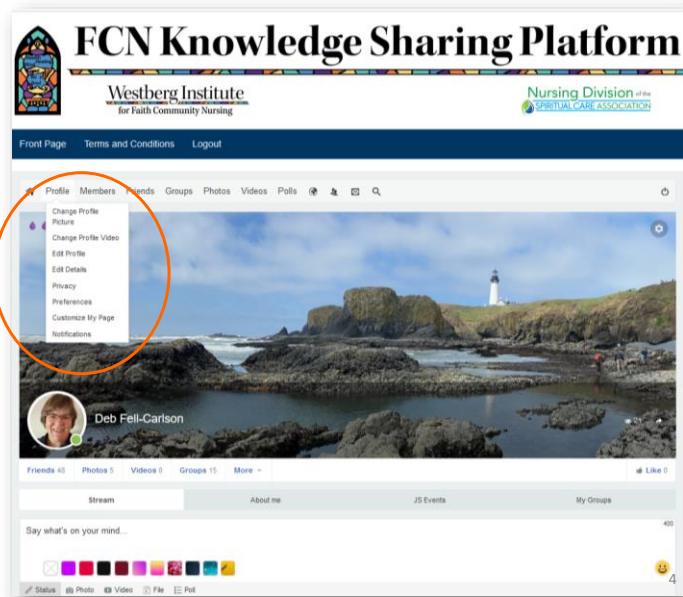 FCN Knowledge Sharing Platform
Westberg Institute
for Faith Community Nursing
Nursing Division of the
SPIRITUAL CARE ASSOCIATION
Front Page Terms and Conditions Logout
Profile Members Friends Groups Photos Videos Polls
Change Profile
Picture
Change Profile Video
Edit Profile
Edit Details
Privacy
Preferences
Customize My Page
Notifications
Deb Fell-Carlson
Friends 48 Photos 5 Videos 0 Groups 15 More
Like 0
Stream About me JS Events My Groups
Say what's on your mind...
400
Status Photo Video File Poll
4